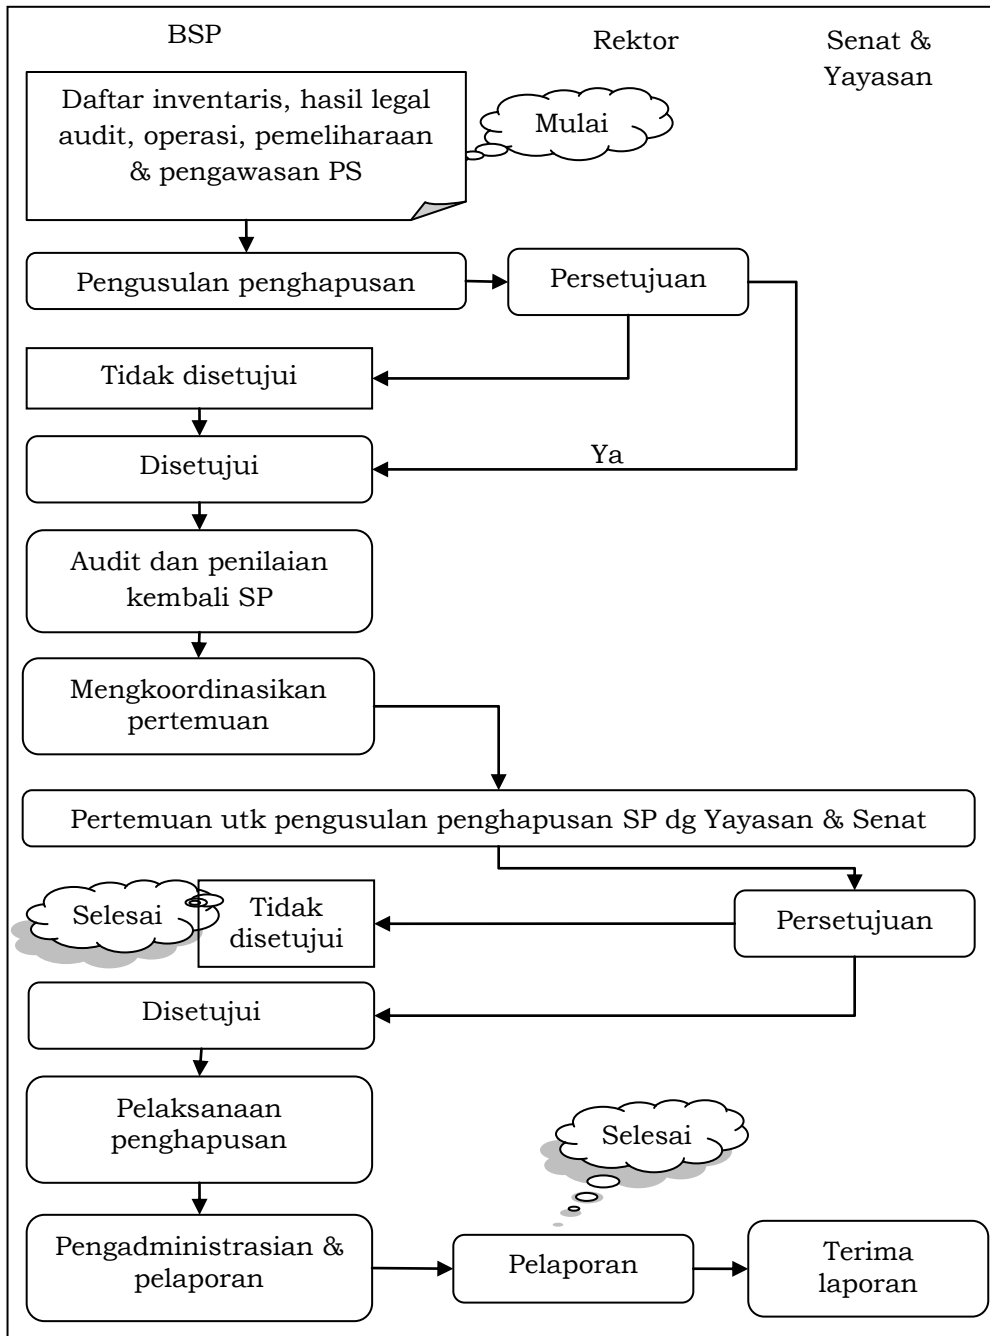 BSP
Rektor
Senat &
Yayasan
Daftar inventaris, hasil legal
audit, operasi, pemeliharaan
& pengawasan PS
Mulai
Pengusulan penghapusan
Persetujuan
Tidak disetujui
Disetujui
Ya
Audit dan penilaian
kembali SP
Mengkoordinasikan
pertemuan
Pertemuan utk pengusulan penghapusan SP dg Yayasan & Senat
Selesai
Tidak
disetujui
Persetujuan
Disetujui
Pelaksanaan
penghapusan
Selesai
Pengadministrasian &
pelaporan
Pelaporan
Terima
laporan